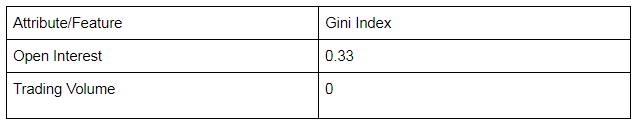 Attribute/Feature Gini Index
Open Interest 0.33
Trading Volume 0